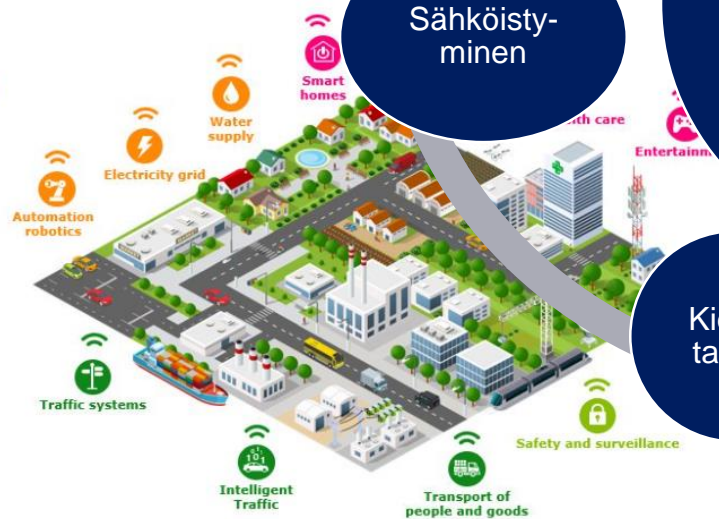 Sähköisty-
minen
Smart
homes
Water
supply
care
Electricity grid
Automation
robotics
Traffic systems
Safety and surveillance
Intelligent
Traffic
Transport of
people and goods